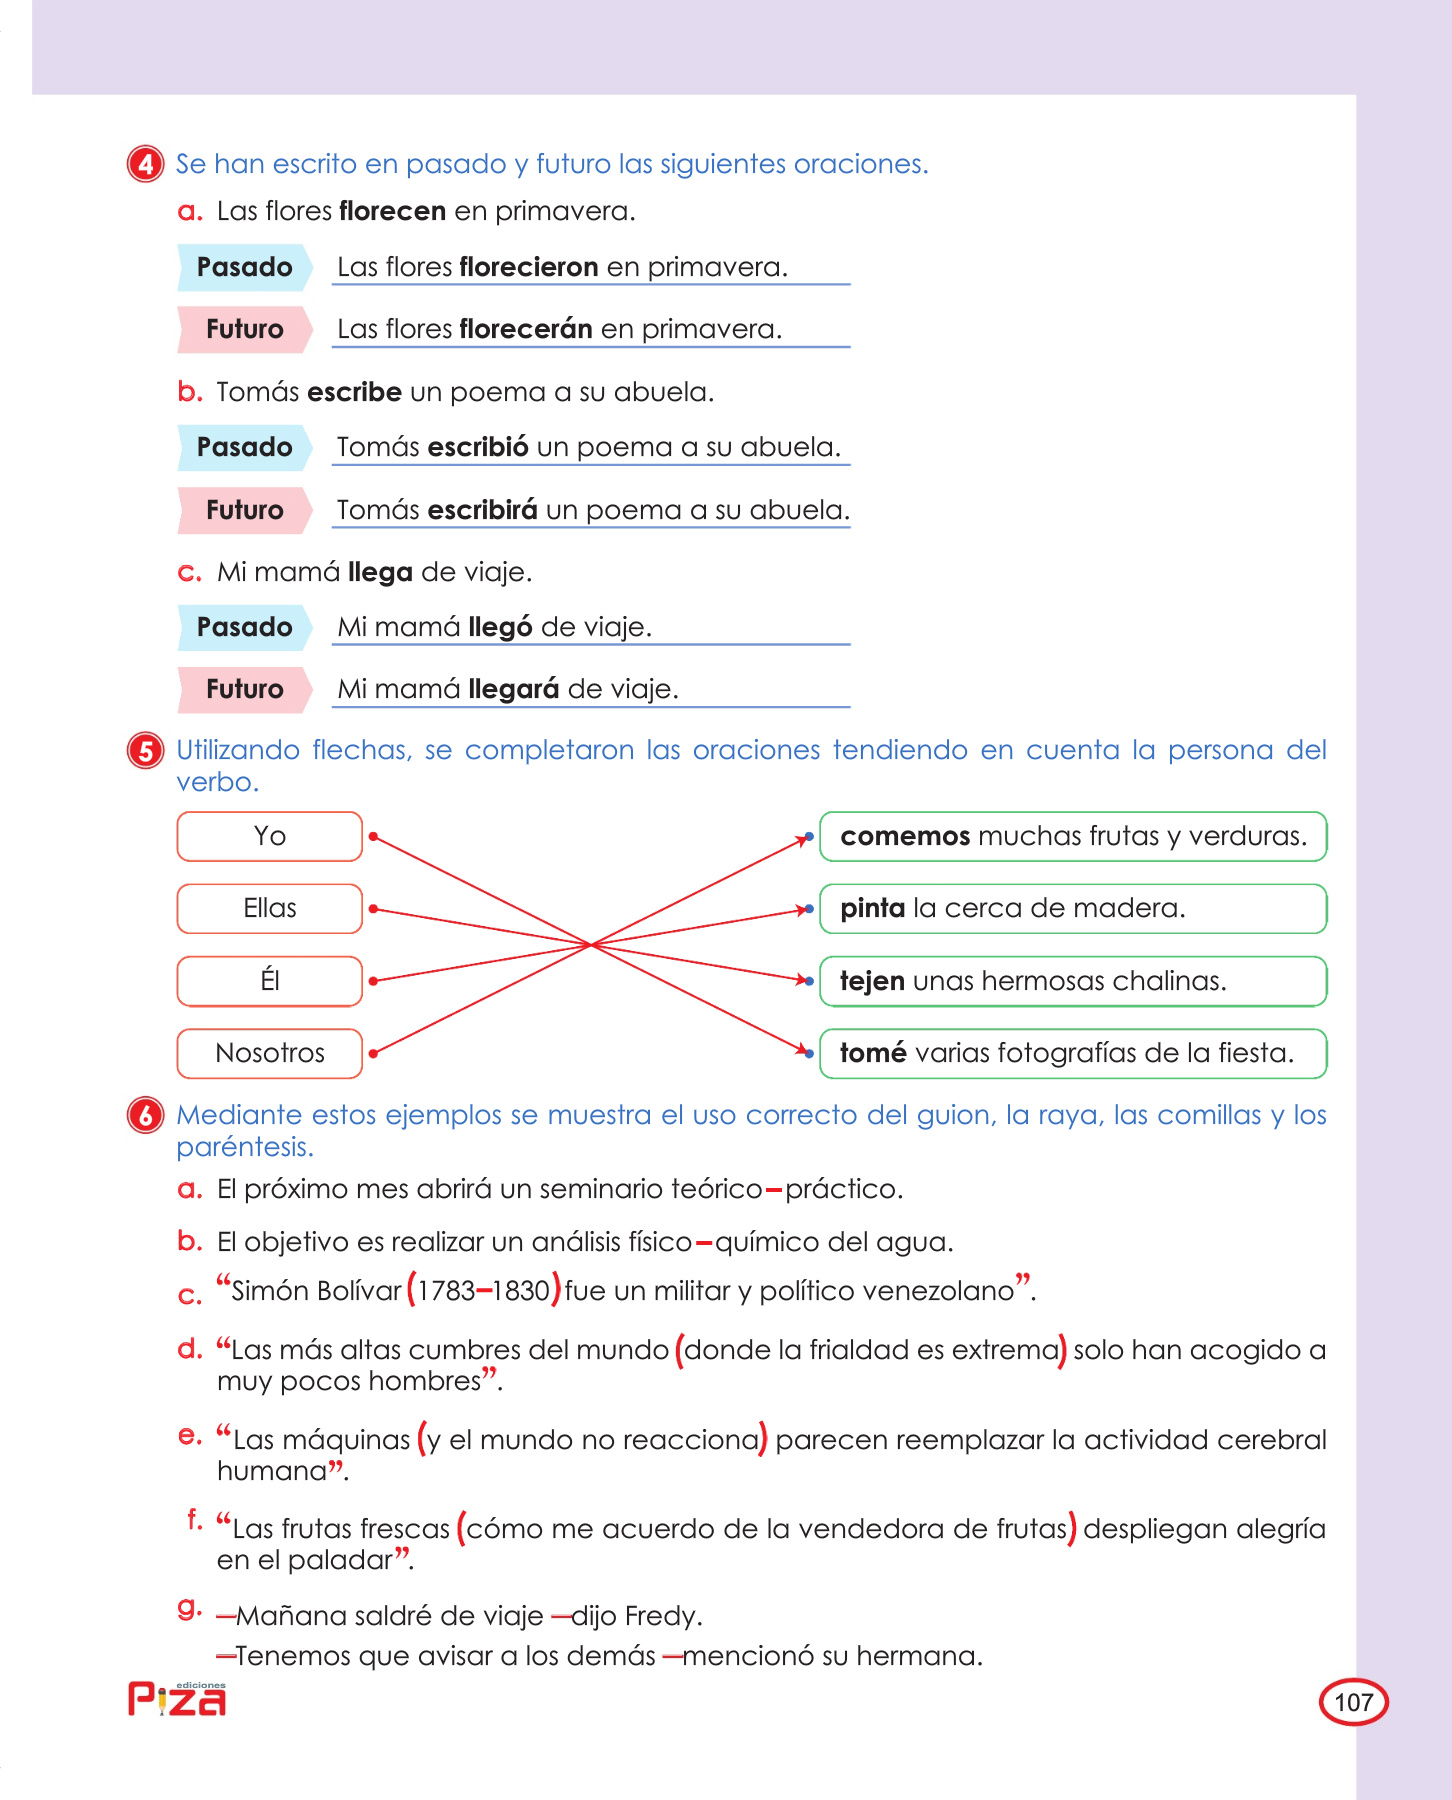 4 Se han escrito en pasado y futuro las siguientes oraciones.
a. Las flores florecen en primavera.
Pasado Las flores florecieron en primavera.
Futuro Las flores florecerán en primavera.
b. Tomás escribe un poema a su abuela.
Pasado Tomás escribió un poema a su abuela.
Futuro Tomás escribirá un poema a su abuela.
c. Mi mamá llega de viaje.
Pasado Mi mamá llegó de viaje.
Futuro Mi mamá llegará de viaje.
5 Utilizando flechas, se completaron las oraciones tendiendo en cuenta la persona del
verbo.
Yo comemos muchas frutas y verduras.
Ellas pinta la cerca de madera.
Él tejen unas hermosas chalinas.
Nosotros tomé varias fotografías de la fiesta.
6 Mediante estos ejemplos se muestra el uso correcto del guion, la raya, las comillas y los
paréntesis.
a. El próximo mes abrirá un seminario teórico–práctico.
b. El objetivo es realizar un análisis físico–químico del agua.
c. “Simón Bolívar (1783–1830) fue un militar y político venezolano”.
d. “Las más altas cumbres del mundo (donde la frialdad es extrema) solo han acogido a
muy pocos hombres”.
e. “Las máquinas (y el mundo no reacciona) parecen reemplazar la actividad cerebral
humana”.
f. “Las frutas frescas (cómo me acuerdo de la vendedora de frutas) despliegan alegría
en el paladar”.
g. —Mañana saldré de viaje —dijo Fredy.
—Tenemos que avisar a los demás —mencionó su hermana.
ediciones
Piza
107